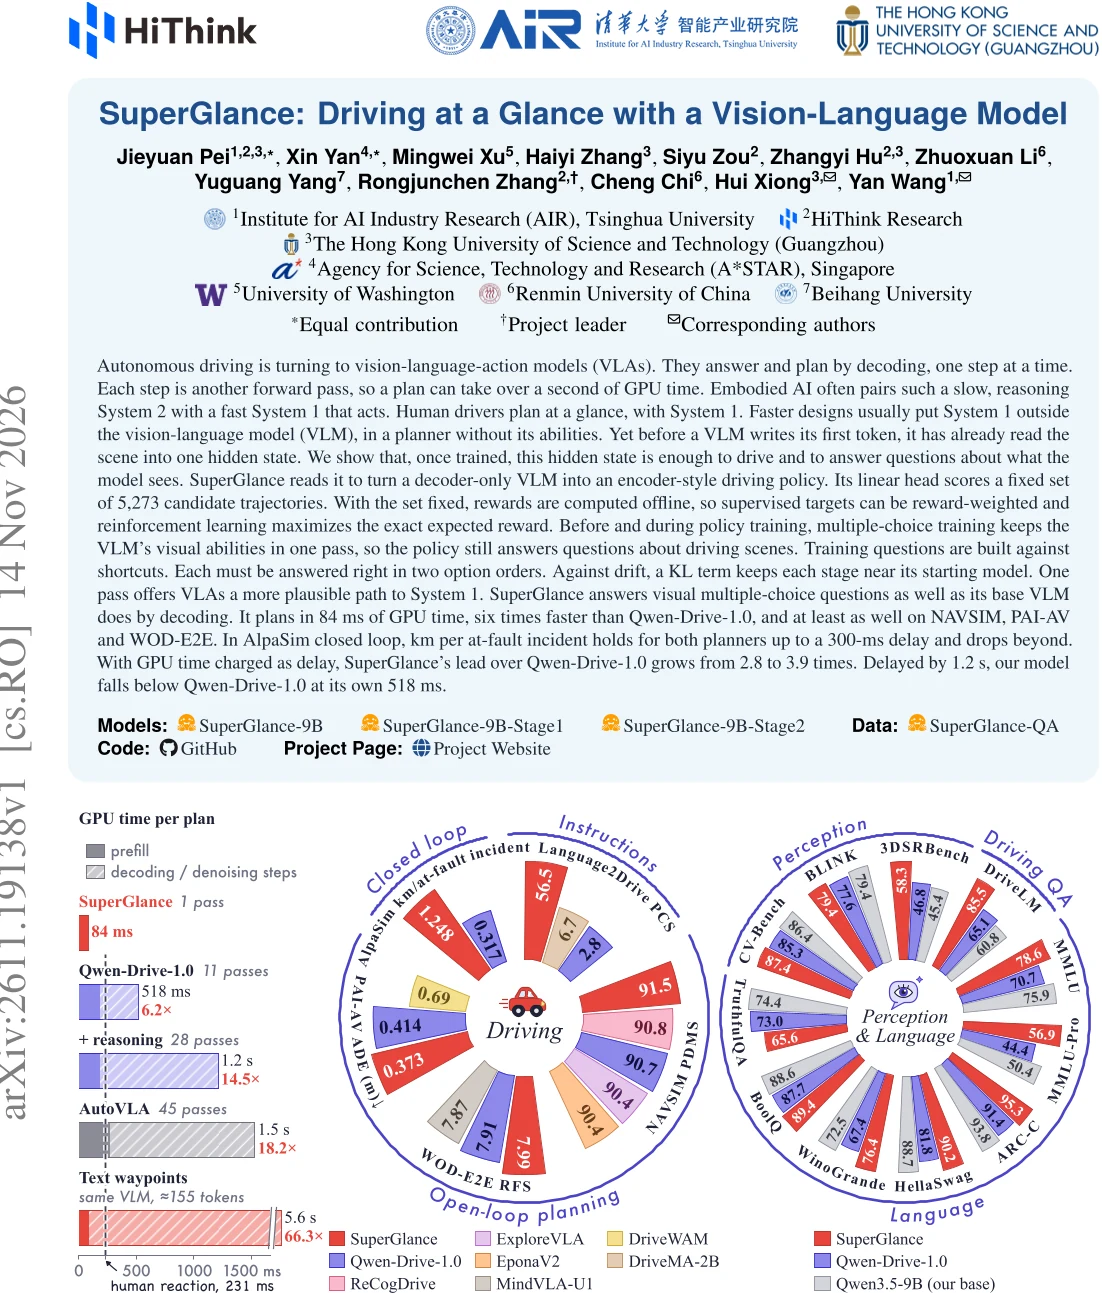 HiThink
AIR 清華大学 智能产业研究院
Institute for AI Industry Research, Tsinghua University
THE HONG KONG
UNIVERSITY OF SCIENCE AND
TECHNOLOGY (GUANGZHOU)
arXiv:2611.19138v1 [cs.RO] 14 Nov 2026
SuperGlance: Driving at a Glance with a Vision-Language Model
Jieyuan Pei1,2,3,*, Xin Yan4,*, Mingwei Xu5, Haiyi Zhang3, Siyu Zou2, Zhangyi Hu2,3, Zhuoxuan Li6,
Yuguang Yang7, Rongjunchen Zhang2,†, Cheng Chi6, Hui Xiong3,✉, Yan Wang1,✉
1Institute for AI Industry Research (AIR), Tsinghua University 2HiThink Research
3The Hong Kong University of Science and Technology (Guangzhou)
a* 4Agency for Science, Technology and Research (A*STAR), Singapore
W 5University of Washington 6Renmin University of China 7Beihang University
*Equal contribution †Project leader ✉Corresponding authors
Autonomous driving is turning to vision-language-action models (VLAs). They answer and plan by decoding, one step at a time.
Each step is another forward pass, so a plan can take over a second of GPU time. Embodied AI often pairs such a slow, reasoning
System 2 with a fast System 1 that acts. Human drivers plan at a glance, with System 1. Faster designs usually put System 1 outside
the vision-language model (VLM), in a planner without its abilities. Yet before a VLM writes its first token, it has already read the
scene into one hidden state. We show that, once trained, this hidden state is enough to drive and to answer questions about what the
model sees. SuperGlance reads it to turn a decoder-only VLM into an encoder-style driving policy. Its linear head scores a fixed set
of 5,273 candidate trajectories. With the set fixed, rewards are computed offline, so supervised targets can be reward-weighted and
reinforcement learning maximizes the exact expected reward. Before and during policy training, multiple-choice training keeps the
VLM's visual abilities in one pass, so the policy still answers questions about driving scenes. Training questions are built against
shortcuts. Each must be answered right in two option orders. Against drift, a KL term keeps each stage near its starting model. One
pass offers VLAs a more plausible path to System 1. SuperGlance answers visual multiple-choice questions as well as its base VLM
does by decoding. It plans in 84 ms of GPU time, six times faster than Qwen-Drive-1.0, and at least as well on NAVSIM, PAI-AV
and WOD-E2E. In AlpaSim closed loop, km per at-fault incident holds for both planners up to a 300-ms delay and drops beyond.
With GPU time charged as delay, SuperGlance's lead over Qwen-Drive-1.0 grows from 2.8 to 3.9 times. Delayed by 1.2 s, our model
falls below Qwen-Drive-1.0 at its own 518 ms.
Models: SuperGlance-9B SuperGlance-9B-Stage1 SuperGlance-9B-Stage2 Data: SuperGlance-QA
Code: GitHub Project Page: Project Website
GPU time per plan
prefill
decoding / denoising steps
SuperGlance 1 pass
84 ms
Qwen-Drive-1.0 11 passes
518 ms
6.2×
+ reasoning 28 passes
1.2 s
14.5×
AutoVLA 45 passes
1.5 s
18.2×
Text waypoints
same VLM, ≈155 tokens
5.6 s
66.3×
0 500 1000 1500 ms
human reaction, 231 ms
Closed loop
Instructions
Open-loop planning
Driving
AlpaSim km/at-fault incident
1.248
0.317
Language2Drive PCS
56.5
6.7
2.8
NAVSIM PDMS
91.5
90.8
90.7
90.4
90.4
WOD-E2E RFS
7.99
7.91
7.87
PAI-AV ADE (m)↓
0.373
0.414
0.69
SuperGlance
Qwen-Drive-1.0
ReCogDrive
ExploreVLA
EponaV2
MindVLA-U1
DriveWAM
DriveMA-2B
Perception
Driving QA
Language
Perception
& Language
CV-Bench
87.4
85.3
86.4
BLINK
79.4
77.6
79.4
3DSRBench
58.3
46.8
45.4
DriveLM
85.5
65.1
60.8
MMLU
78.6
70.7
75.9
MMLU-Pro
56.9
44.4
50.4
ARC-C
95.3
91.4
93.8
HellaSwag
90.2
81.8
88.7
WinoGrande
76.4
67.4
72.5
BoolQ
89.4
87.7
88.6
TruthfulQA
65.6
73.0
74.4
SuperGlance
Qwen-Drive-1.0
Qwen3.5-9B (our base)